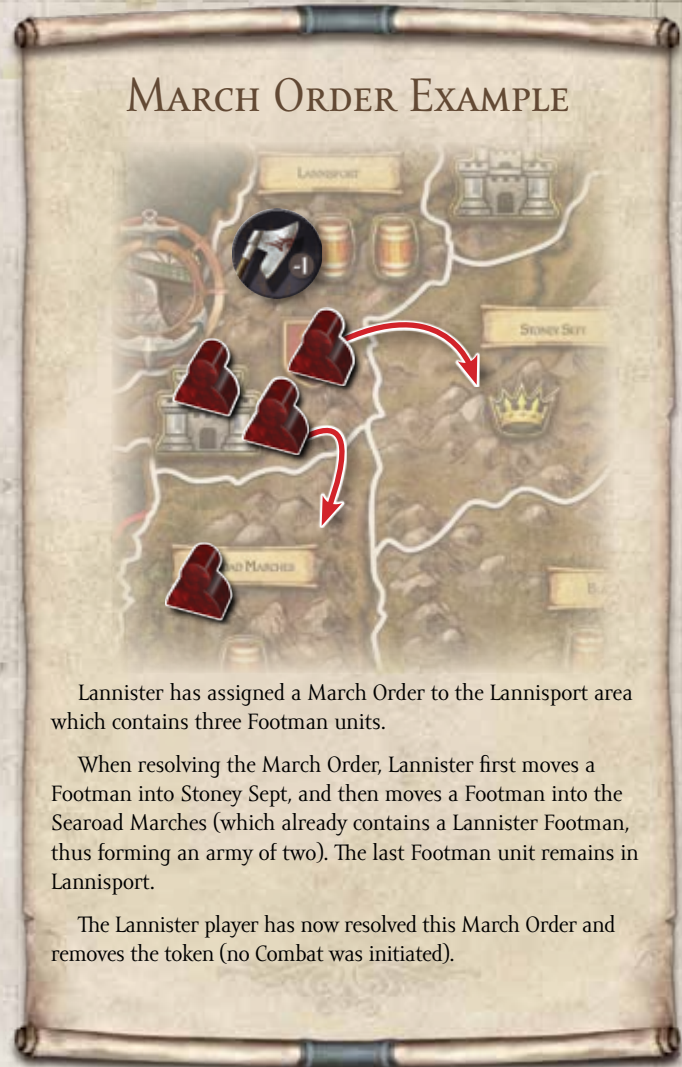 March Order Example
Lannisport
-1
Stoney Sept
Marches
Lannister has assigned a March Order to the Lannisport area
which contains three Footman units.
When resolving the March Order, Lannister first moves a
Footman into Stoney Sept, and then moves a Footman into the
Searoad Marches (which already contains a Lannister Footman,
thus forming an army of two). The last Footman unit remains in
Lannisport.
The Lannister player has now resolved this March Order and
removes the token (no Combat was initiated).